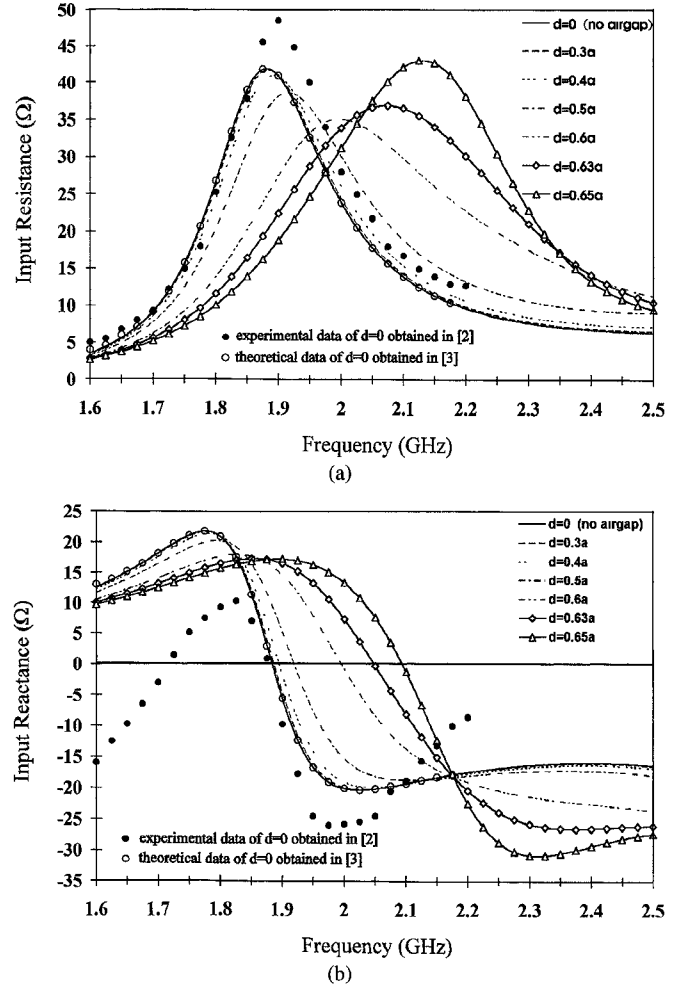 50
45
40
35
30
25
20
15
10
5
0
Input Resistance (Ω)
d=0 (no airgap)
d=0.3a
d=0.4a
d=0.5a
d=0.6a
d=0.63a
d=0.65a
experimental data of d=0 obtained in [2]
theoretical data of d=0 obtained in [3]
1.6 1.7 1.8 1.9 2 2.1 2.2 2.3 2.4 2.5
Frequency (GHz)
(a)
25
20
15
10
5
0
-5
-10
-15
-20
-25
-30
-35
Input Reactance (Ω)
d=0 (no airgap)
d=0.3a
d=0.4a
d=0.5a
d=0.6a
d=0.63a
d=0.65a
experimental data of d=0 obtained in [2]
theoretical data of d=0 obtained in [3]
1.6 1.7 1.8 1.9 2 2.1 2.2 2.3 2.4 2.5
Frequency (GHz)
(b)